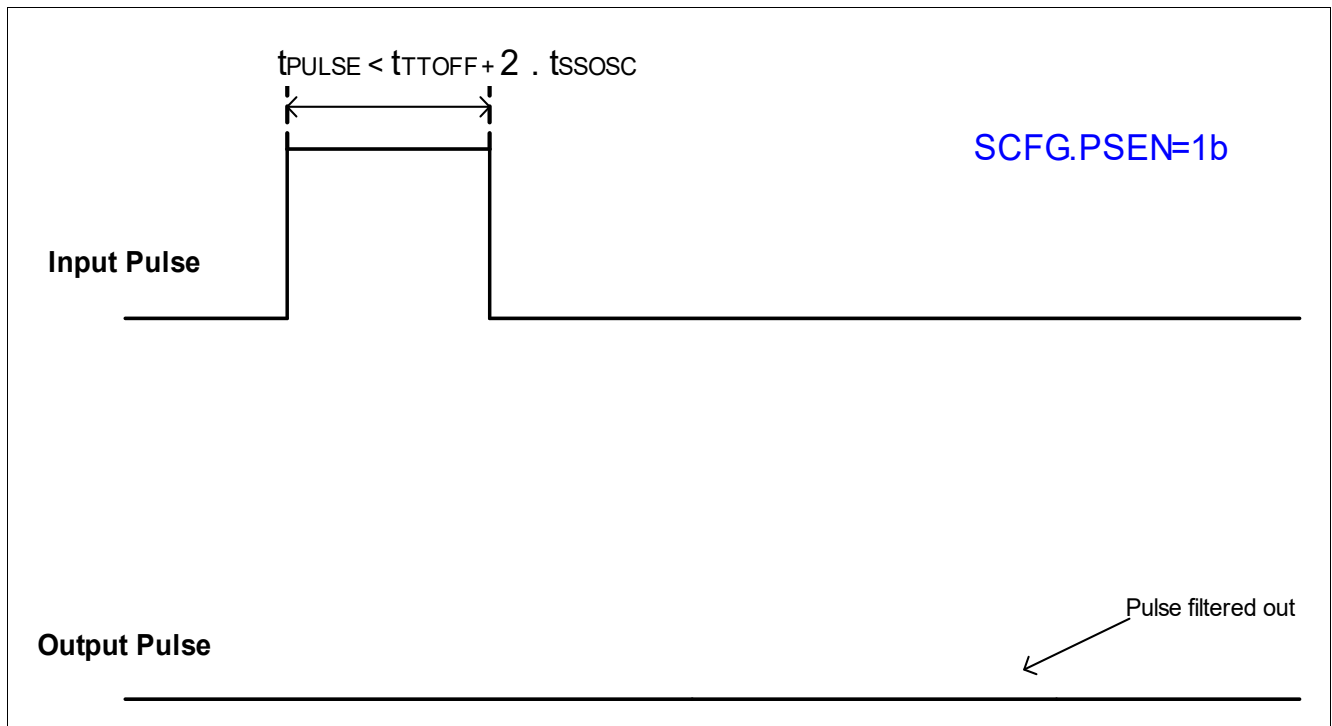 tPULSE < tTTOFF + 2 . tSSOSC
SCFG.PSEN=1b
Input Pulse
Pulse filtered out
Output Pulse